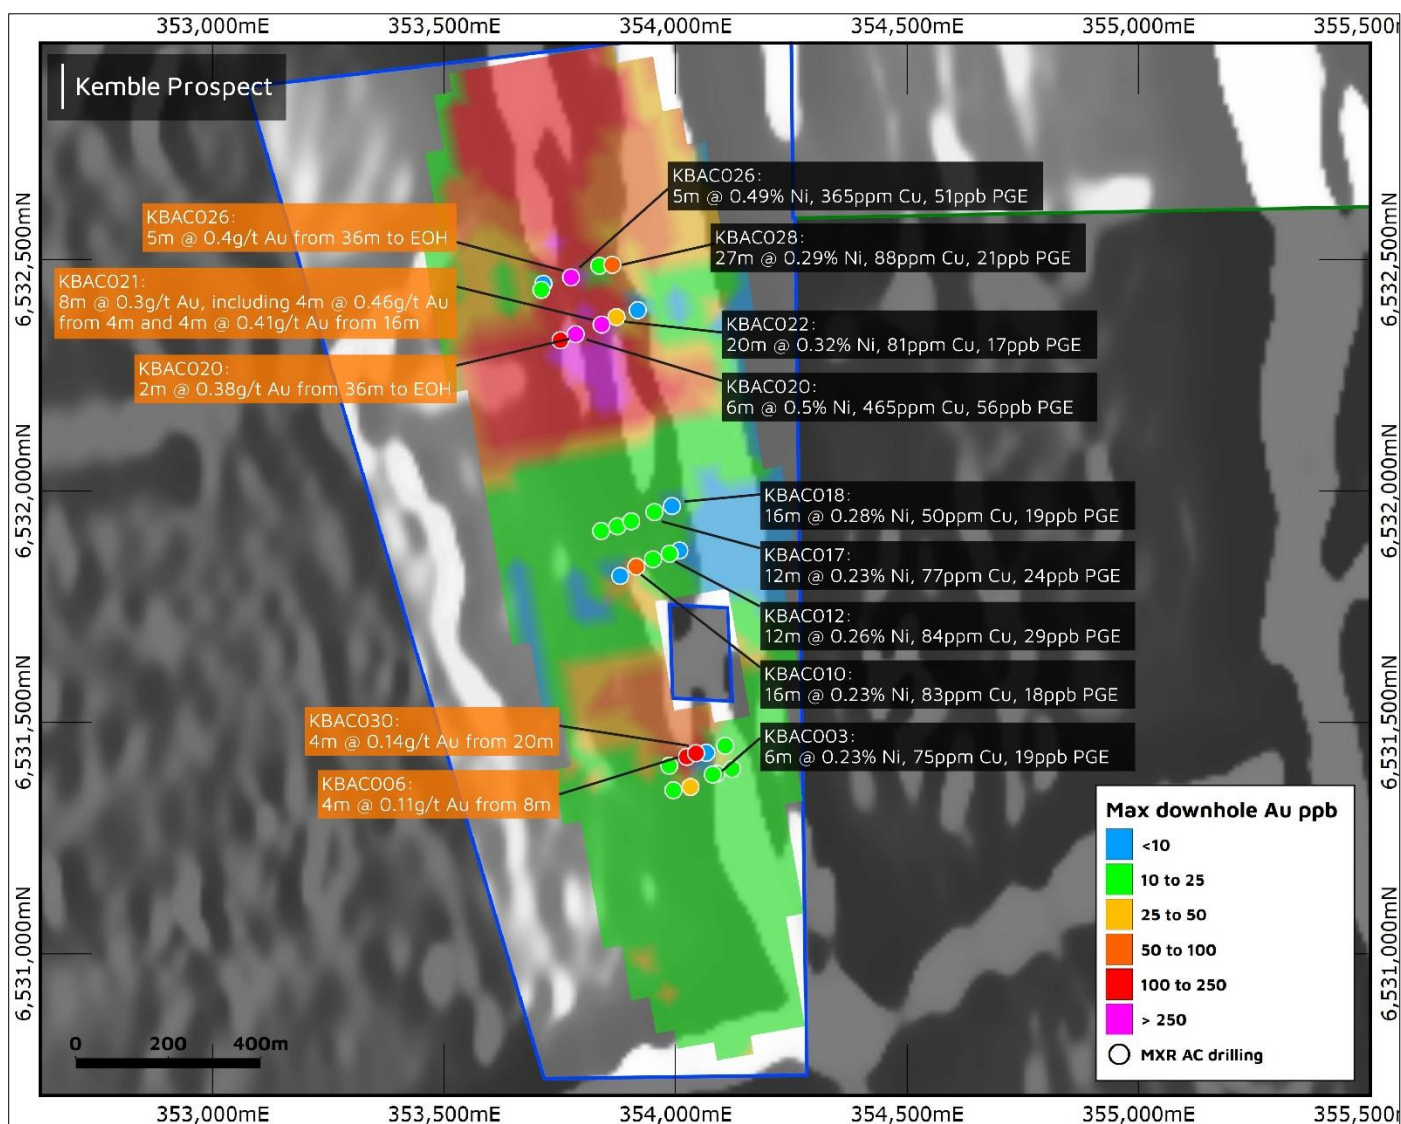 353,000mE 353,500mE 354,000mE 354,500mE 355,000mE 355,500
Kemble Prospect
KBAC026:
5m @ 0.49% Ni, 365ppm Cu, 51ppb PGE
KBAC026:
5m @ 0.4g/t Au from 36m to EOH
KBAC028:
27m @ 0.29% Ni, 88ppm Cu, 21ppb PGE
6,532,500mN
6,532,500mN
KBAC021:
8m @ 0.3g/t Au, including 4m @ 0.46g/t Au
from 4m and 4m @ 0.41g/t Au from 16m
KBAC022:
20m @ 0.32% Ni, 81ppm Cu, 17ppb PGE
KBAC020:
2m @ 0.38g/t Au from 36m to EOH
KBAC020:
6m @ 0.5% Ni, 465ppm Cu, 56ppb PGE
6,532,000mN
6,532,000mN
KBAC018:
16m @ 0.28% Ni, 50ppm Cu, 19ppb PGE
KBAC017:
12m @ 0.23% Ni, 77ppm Cu, 24ppb PGE
KBAC012:
12m @ 0.26% Ni, 84ppm Cu, 29ppb PGE
KBAC010:
16m @ 0.23% Ni, 83ppm Cu, 18ppb PGE
6,531,500mN
6,531,500mN
KBAC030:
4m @ 0.14g/t Au from 20m
KBAC003:
6m @ 0.23% Ni, 75ppm Cu, 19ppb PGE
KBAC006:
4m @ 0.11g/t Au from 8m
6,531,000mN
6,531,000mN
Max downhole Au ppb
<10
10 to 25
25 to 50
50 to 100
100 to 250
> 250
MXR AC drilling
0 200 400m
353,000mE 353,500mE 354,000mE 354,500mE 355,000mE 355,500